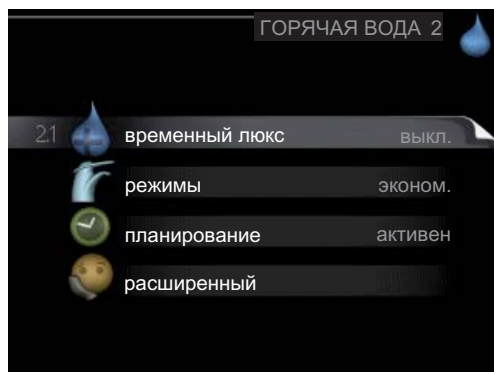 ГОРЯЧАЯ ВОДА 2
2.1 временный люкс выкл.
режимы эконом.
планирование активен
расширенный